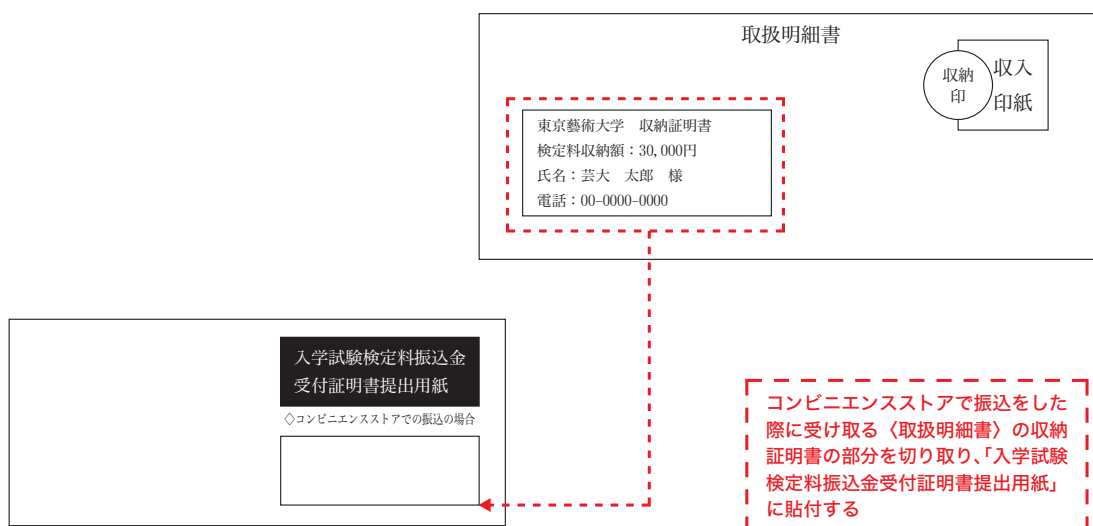 取扱明細書
収納
印
収入
印紙
東京藝術大学　収納証明書
検定料収納額：30,000円
氏名：芸大　太郎　様
電話：00-0000-0000
入学試験検定料振込金
受付証明書提出用紙
◇コンビニエンスストアでの振込の場合
コンビニエンスストアで振込をした
際に受け取る〈取扱明細書〉の収納
証明書の部分を切り取り、「入学試験
検定料振込金受付証明書提出用紙」
に貼付する